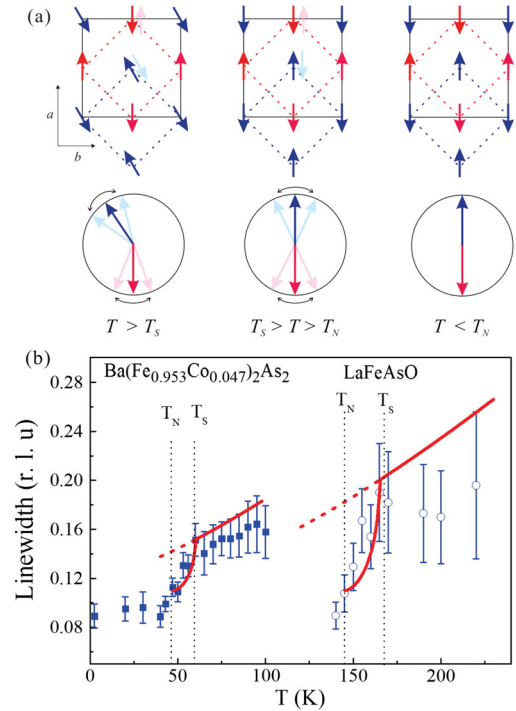 (a)
a
b
T > T_S
T_S > T > T_N
T < T_N
(b)
Ba(Fe0.953Co0.047)2As2
LaFeAsO
T_N
T_S
T_N
T_S
0.28
0.24
0.20
0.16
0.12
0.08
Linewidth (r. l. u)
0
50
100
150
200
T (K)